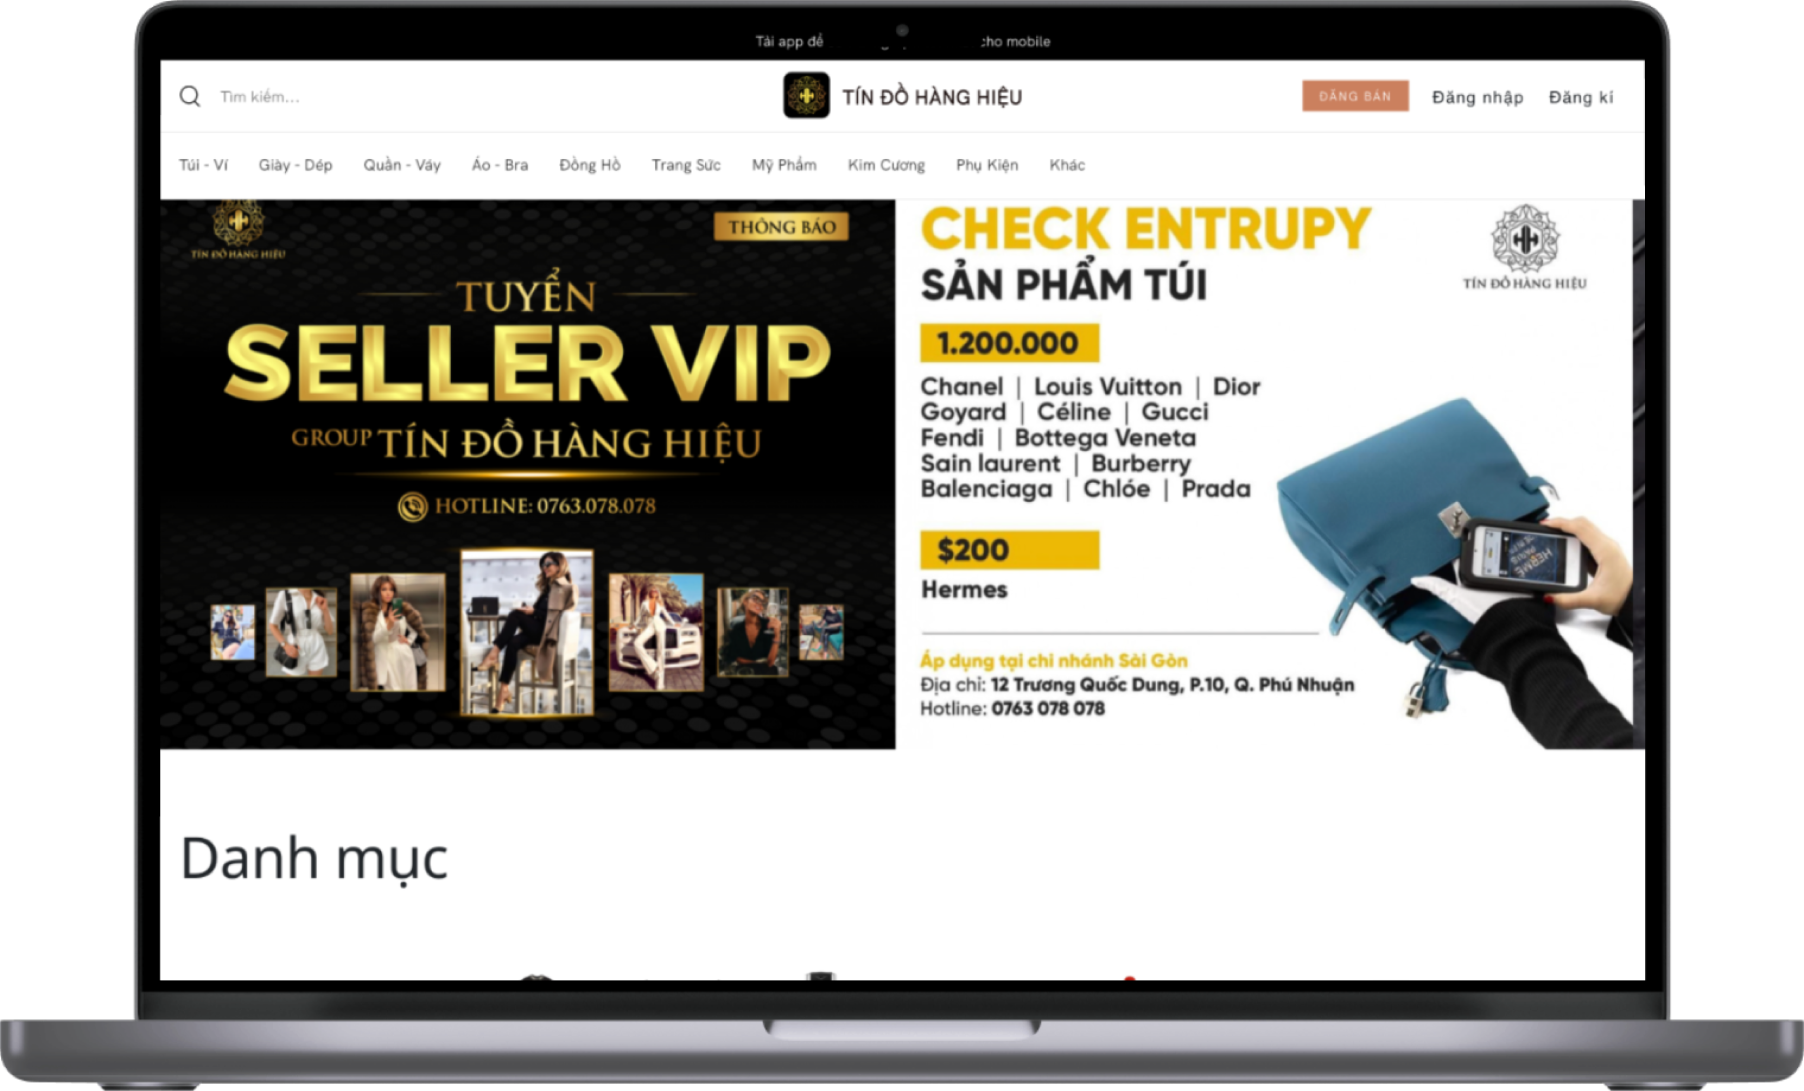 Tải app để
cho mobile
Tìm kiếm...
TÍN ĐỒ HÀNG HIỆU
ĐĂNG BÁN
Đăng nhập
Đăng kí
Túi - Ví
Giày - Dép
Quần - Váy
Áo - Bra
Đồng Hồ
Trang Sức
Mỹ Phẩm
Kim Cương
Phụ Kiện
Khác
TÍN ĐỒ HÀNG HIỆU
THÔNG BÁO
TUYỂN
SELLER VIP
GROUP TÍN ĐỒ HÀNG HIỆU
HOTLINE: 0763.078.078
CHECK ENTRUPY
SẢN PHẨM TÚI
TÍN ĐỒ HÀNG HIỆU
1.200.000
Chanel | Louis Vuitton | Dior
Goyard | Céline | Gucci
Fendi | Bottega Veneta
Sain laurent | Burberry
Balenciaga | Chlóe | Prada
$200
Hermes
Áp dụng tại chi nhánh Sài Gòn
Địa chỉ: 12 Trương Quốc Dung, P.10, Q. Phú Nhuận
Hotline: 0763 078 078
Danh mục